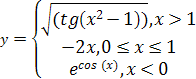 y = { √((tg(x² − 1))), x > 1
−2x, 0 ≤ x ≤ 1
e^cos (x), x < 0